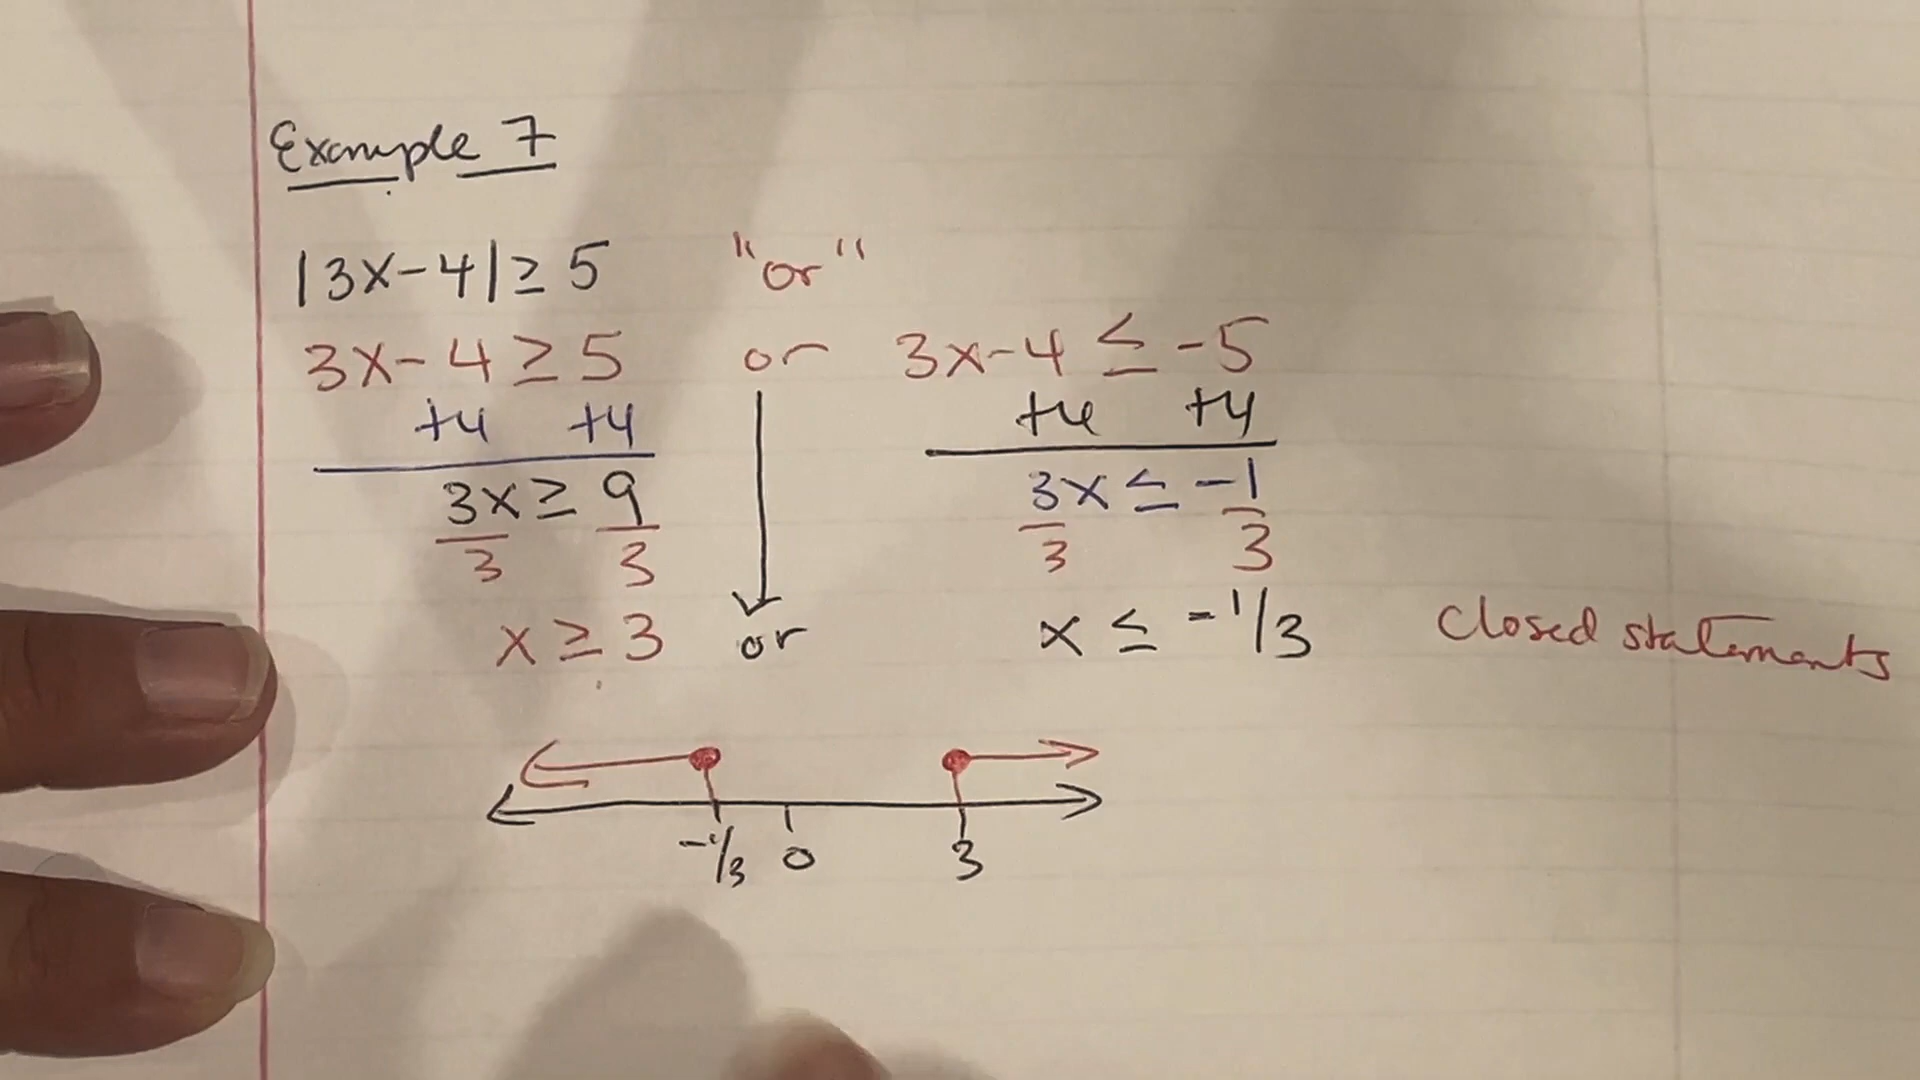 Example 7
|3x-4| ≥ 5 "or"
3x-4 ≥ 5 or 3x-4 ≤ -5
+4 +4 +4 +4
3x ≥ 9 3x ≤ -1
3 3 3 3
x ≥ 3 or x ≤ -1/3 Closed statements
-1/3 0 3